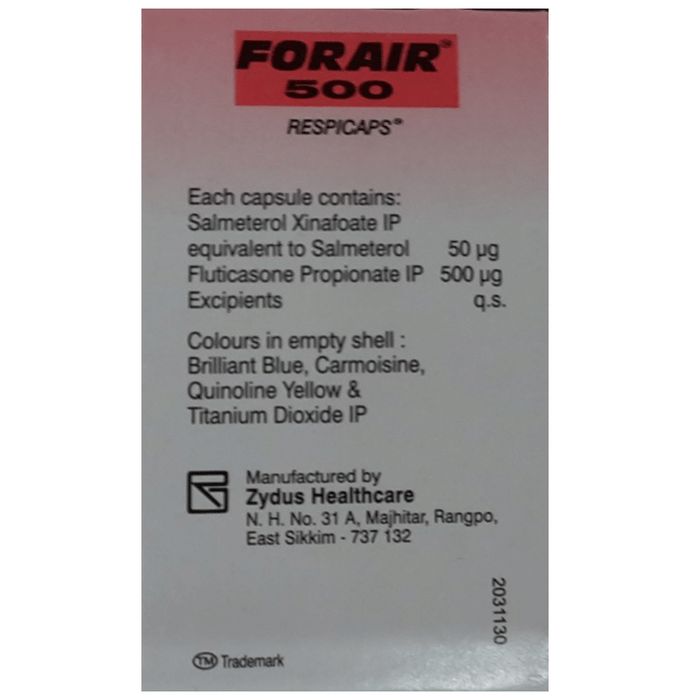 FORAIR®
500
RESPICAPS®
Each capsule contains:
Salmeterol Xinafoate IP
equivalent to Salmeterol 50 µg
Fluticasone Propionate IP 500 µg
Excipients q.s.
Colours in empty shell :
Brilliant Blue, Carmoisine,
Quinoline Yellow &
Titanium Dioxide IP
Manufactured by
Zydus Healthcare
N. H. No. 31 A, Majhitar, Rangpo,
East Sikkim - 737 132
2031130
TM Trademark